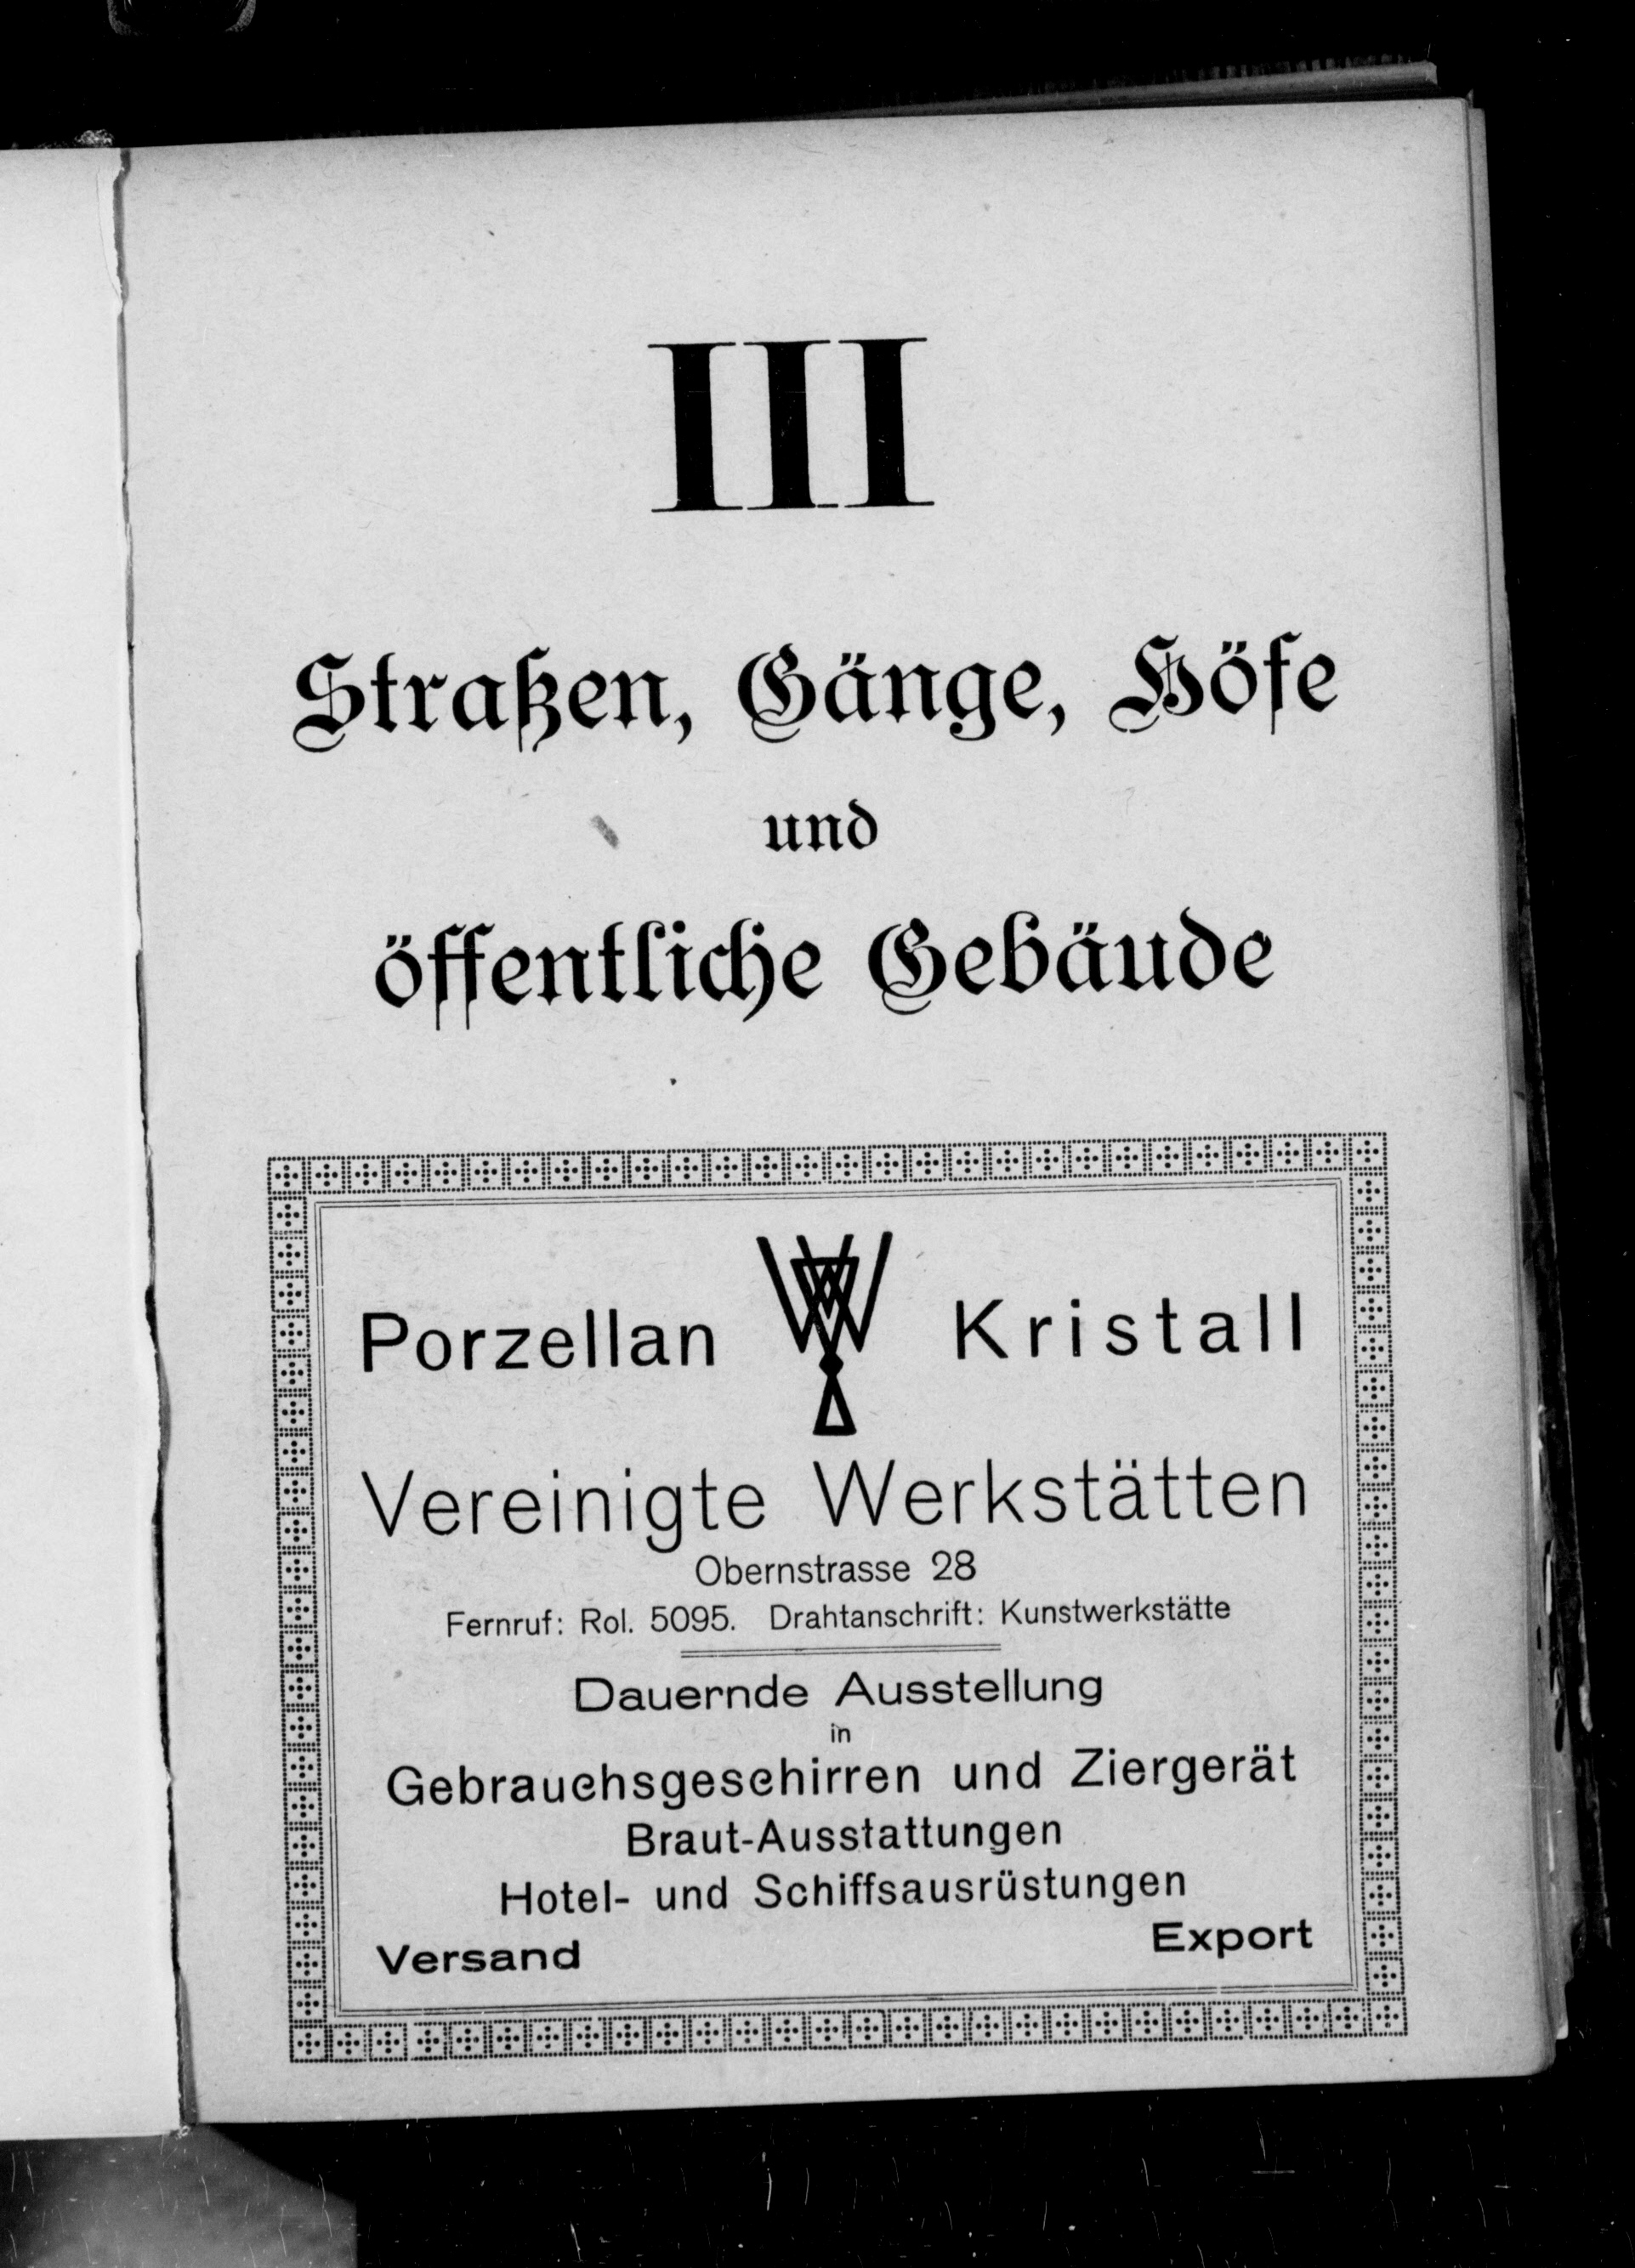 III
Straßen, Gänge, Höfe
und
öffentliche Gebäude
Porzellan VW Kristall
Vereinigte Werkstätten
Obernstrasse 28
Fernruf: Rol. 5095. Drahtanschrift: Kunstwerkstätte
Dauernde Ausstellung
in
Gebrauchsgeschirren und Ziergerät
Braut-Ausstattungen
Hotel- und Schiffsausrüstungen
Versand Export